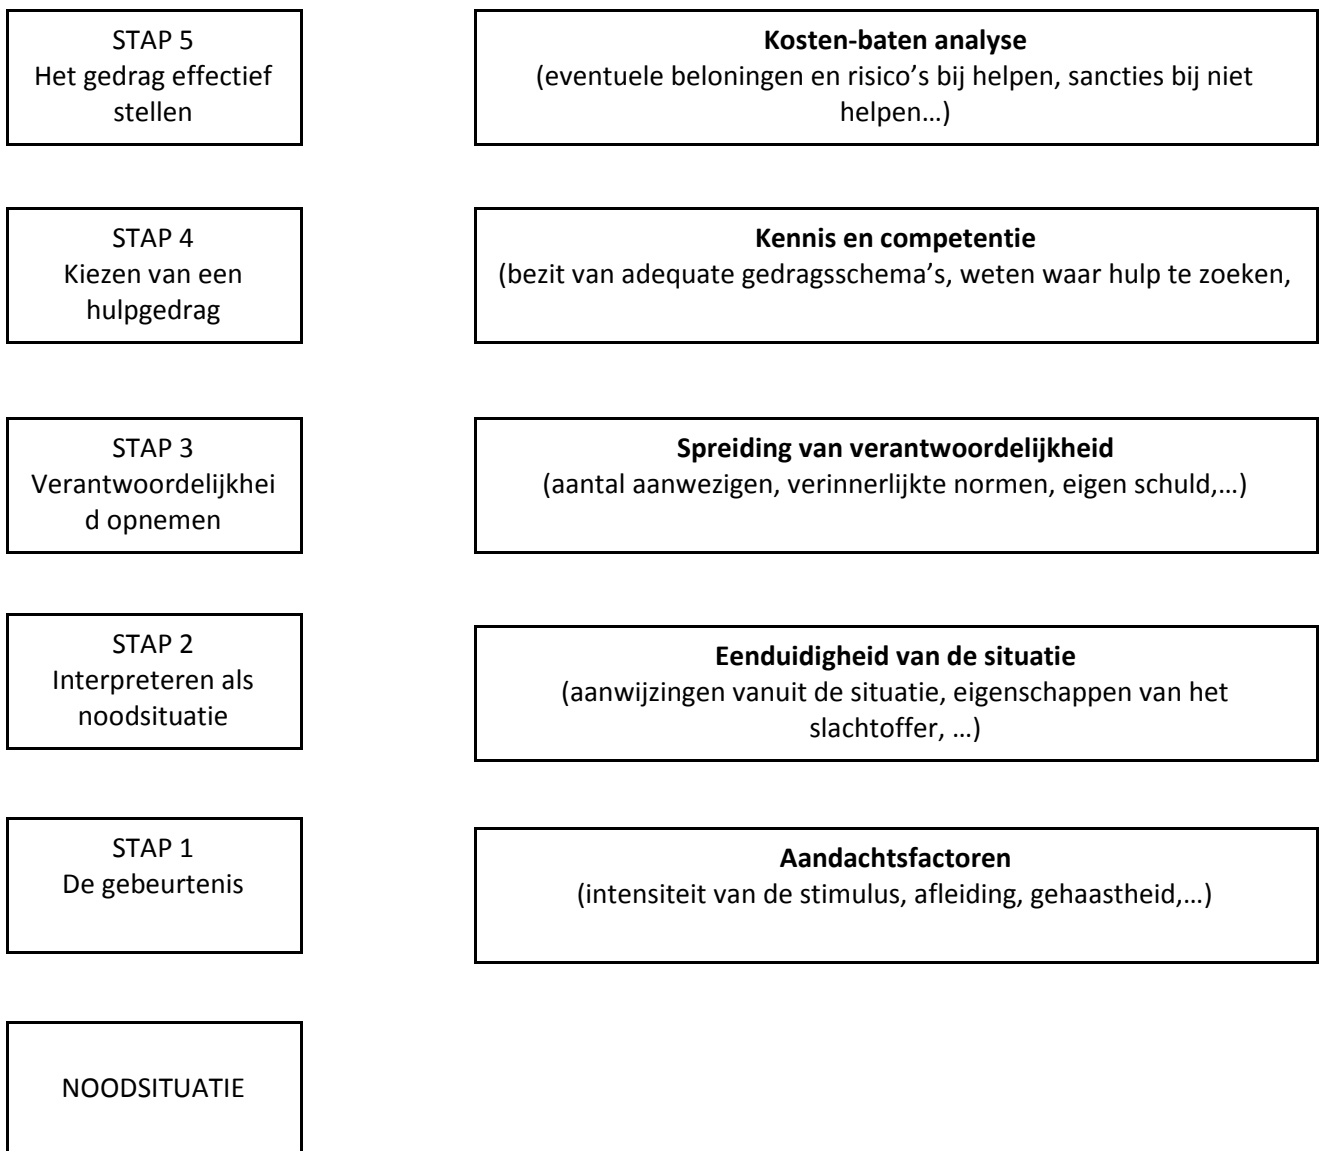 STAP 5
Het gedrag effectief
stellen
Kosten-baten analyse
(eventuele beloningen en risico’s bij helpen, sancties bij niet
helpen…)
STAP 4
Kiezen van een
hulpgedrag
Kennis en competentie
(bezit van adequate gedragsschema’s, weten waar hulp te zoeken,
STAP 3
Verantwoordelijkhei
d opnemen
Spreiding van verantwoordelijkheid
(aantal aanwezigen, verinnerlijkte normen, eigen schuld,…)
STAP 2
Interpreteren als
noodsituatie
Eenduidigheid van de situatie
(aanwijzingen vanuit de situatie, eigenschappen van het
slachtoffer, …)
STAP 1
De gebeurtenis
Aandachtsfactoren
(intensiteit van de stimulus, afleiding, gehaastheid,…)
NOODSITUATIE